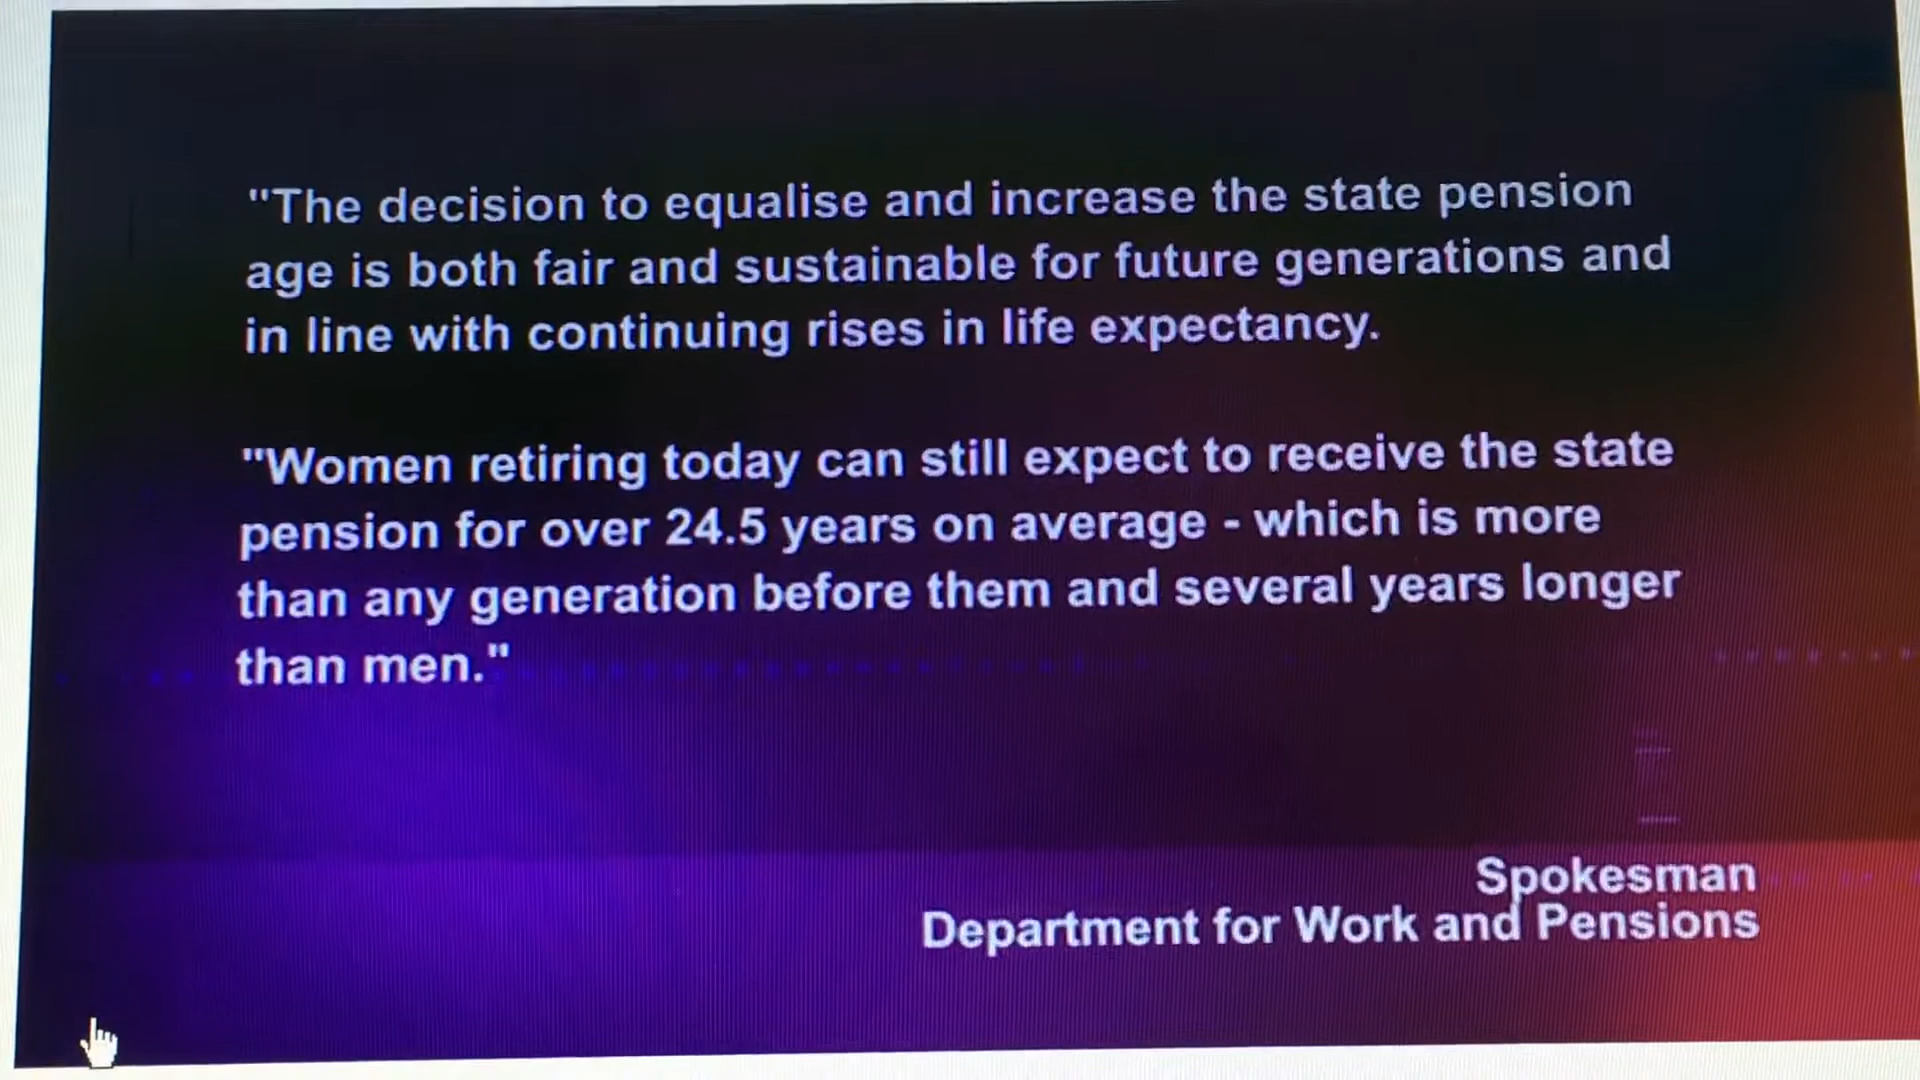 "The decision to equalise and increase the state pension
age is both fair and sustainable for future generations and
in line with continuing rises in life expectancy.
"Women retiring today can still expect to receive the state
pension for over 24.5 years on average - which is more
than any generation before them and several years longer
than men."
Spokesman
Department for Work and Pensions